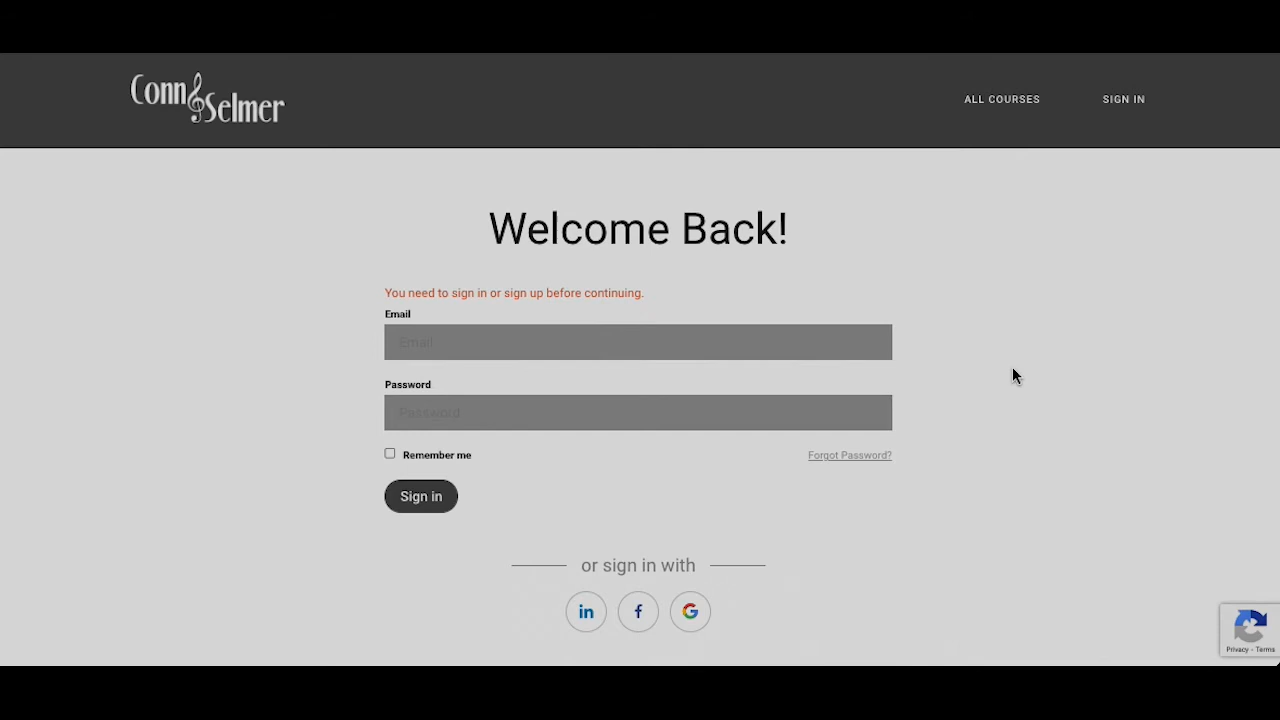 Conn Selmer
ALL COURSES
SIGN IN
Welcome Back!
You need to sign in or sign up before continuing.
Email
Email
Password
Password
Remember me
Forgot Password?
Sign in
or sign in with
in
f
G
Privacy - Terms